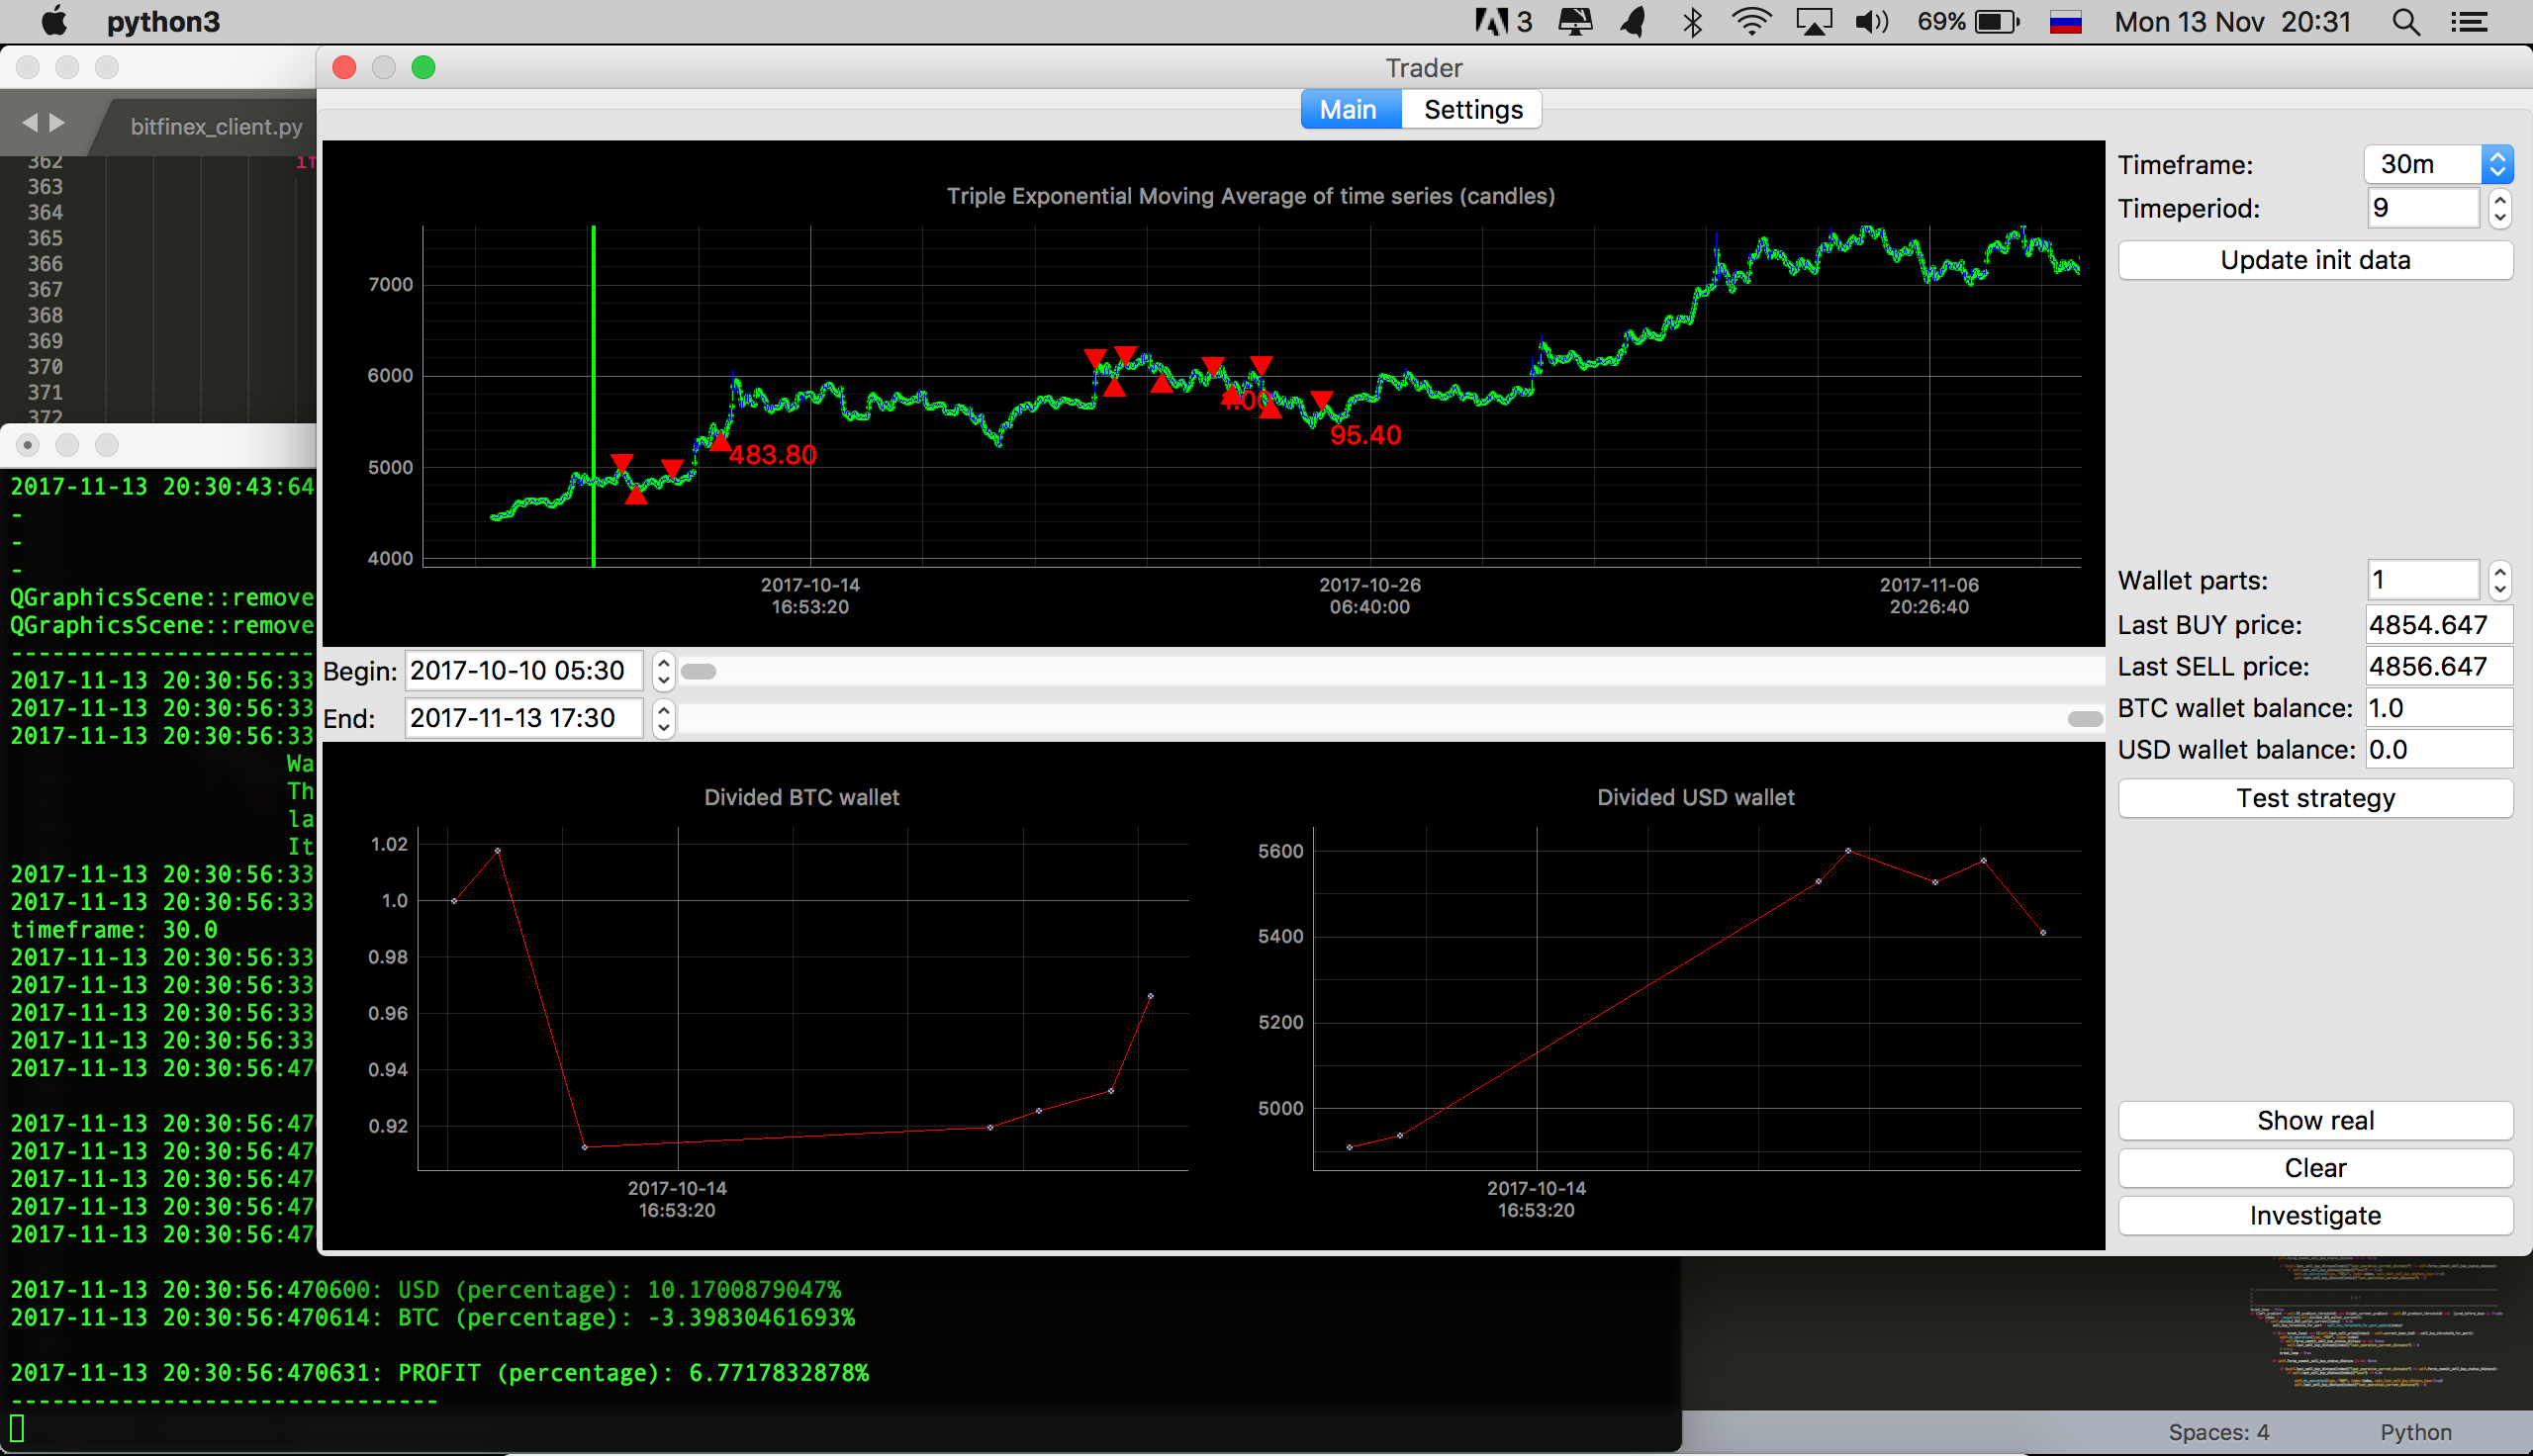 python3
3
69%
Mon 13 Nov 20:31
Trader
Main
Settings
bitfinex_client.py
362
363
364
365
366
367
368
369
370
371
372
if
2017-11-13 20:30:43:64
-
-
-
QGraphicsScene::remove
QGraphicsScene::remove
----------------------
2017-11-13 20:30:56:33
2017-11-13 20:30:56:33
2017-11-13 20:30:56:33
Wa
Th
la
It
2017-11-13 20:30:56:33
2017-11-13 20:30:56:33
timeframe: 30.0
2017-11-13 20:30:56:33
2017-11-13 20:30:56:33
2017-11-13 20:30:56:33
2017-11-13 20:30:56:33
2017-11-13 20:30:56:47
2017-11-13 20:30:56:47
2017-11-13 20:30:56:47
2017-11-13 20:30:56:47
2017-11-13 20:30:56:47
2017-11-13 20:30:56:47
2017-11-13 20:30:56:470600: USD (percentage): 10.1700879047%
2017-11-13 20:30:56:470614: BTC (percentage): -3.39830461693%
2017-11-13 20:30:56:470631: PROFIT (percentage): 6.7717832878%
-------------------------------
Triple Exponential Moving Average of time series (candles)
7000
6000
5000
4000
483.80
95.40
2017-10-14
16:53:20
2017-10-26
06:40:00
2017-11-06
20:26:40
Begin: 2017-10-10 05:30
End: 2017-11-13 17:30
Divided BTC wallet
1.02
1.0
0.98
0.96
0.94
0.92
2017-10-14
16:53:20
Divided USD wallet
5600
5400
5200
5000
2017-10-14
16:53:20
Timeframe: 30m
Timeperiod: 9
Update init data
Wallet parts: 1
Last BUY price: 4854.647
Last SELL price: 4856.647
BTC wallet balance: 1.0
USD wallet balance: 0.0
Test strategy
Show real
Clear
Investigate
Spaces: 4
Python